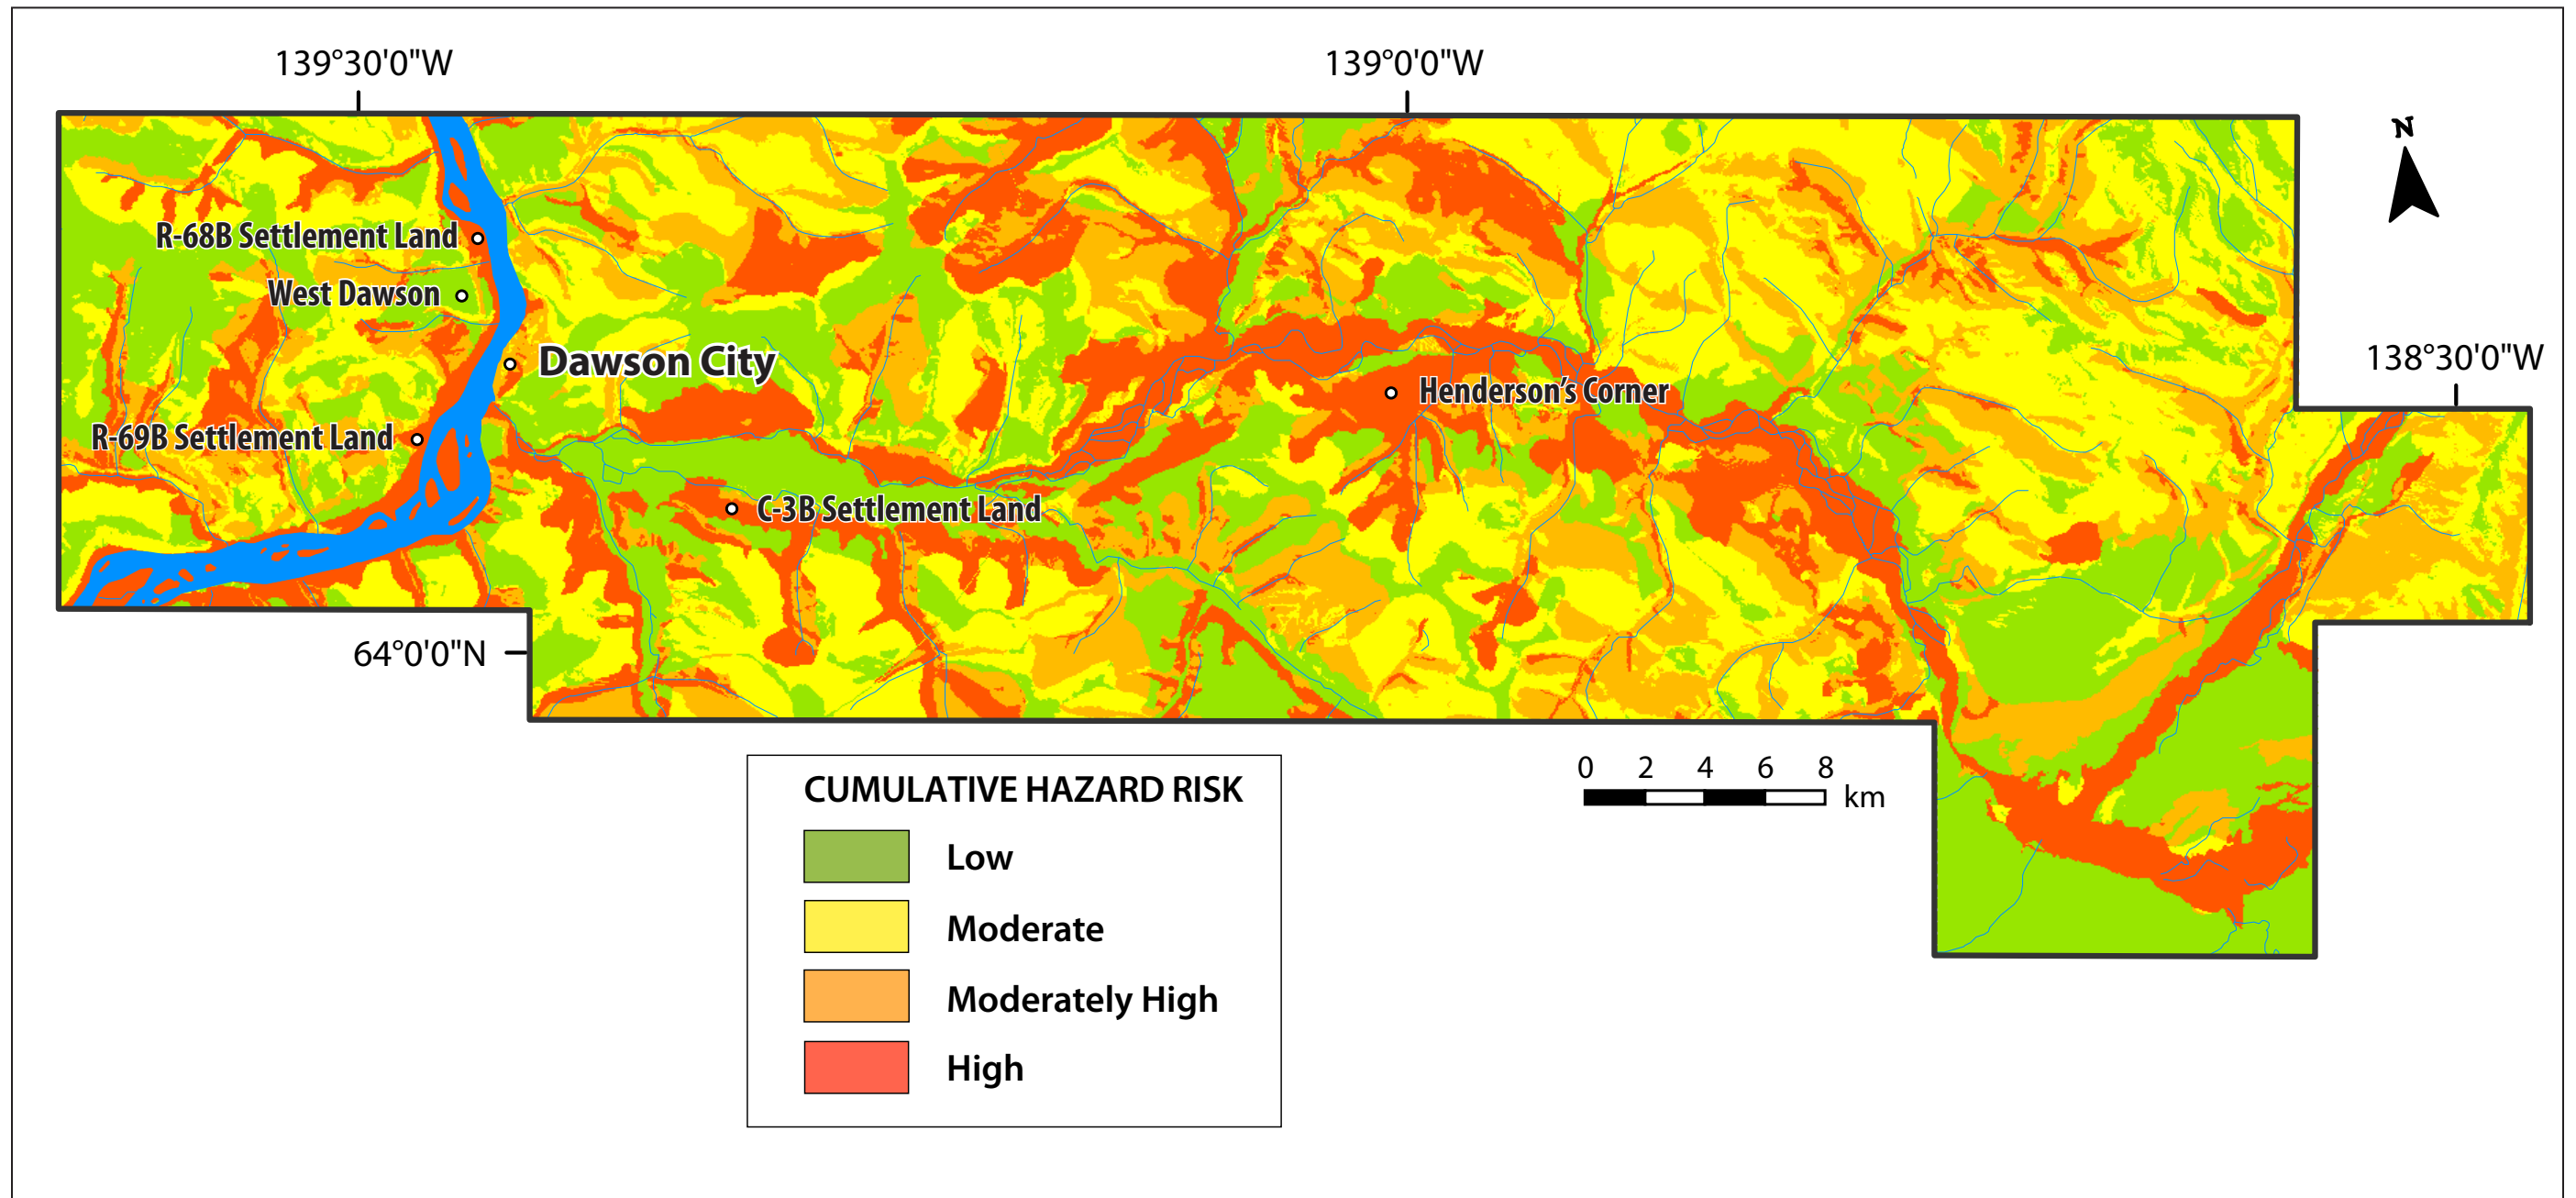 139°30'0"W
139°0'0"W
N
R-68B Settlement Land
West Dawson
138°30'0"W
Dawson City
Henderson’s Corner
R-69B Settlement Land
C-3B Settlement Land
64°0'0"N
CUMULATIVE HAZARD RISK
Low
Moderate
Moderately High
High
0 2 4 6 8
km